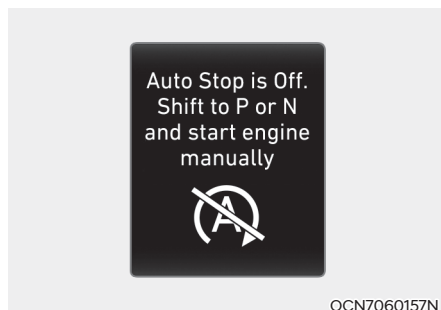 Auto Stop is Off.
Shift to P or N
and start engine
manually
A
OCN7060157N